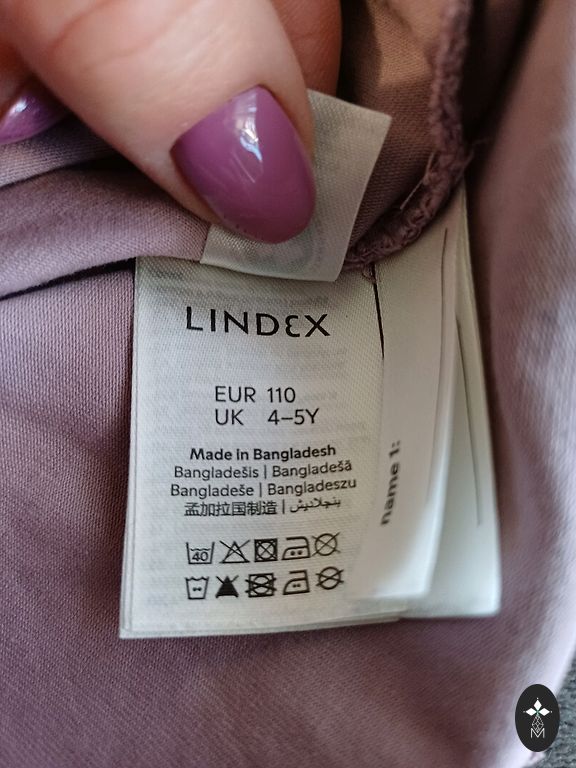 LINDEX
EUR 110
UK 4–5Y
Made in Bangladesh
Bangladešis | Bangladešā
Bangladeše | Bangladeszu
孟加拉国制造 | بنجلاديش
40
name 1:
M